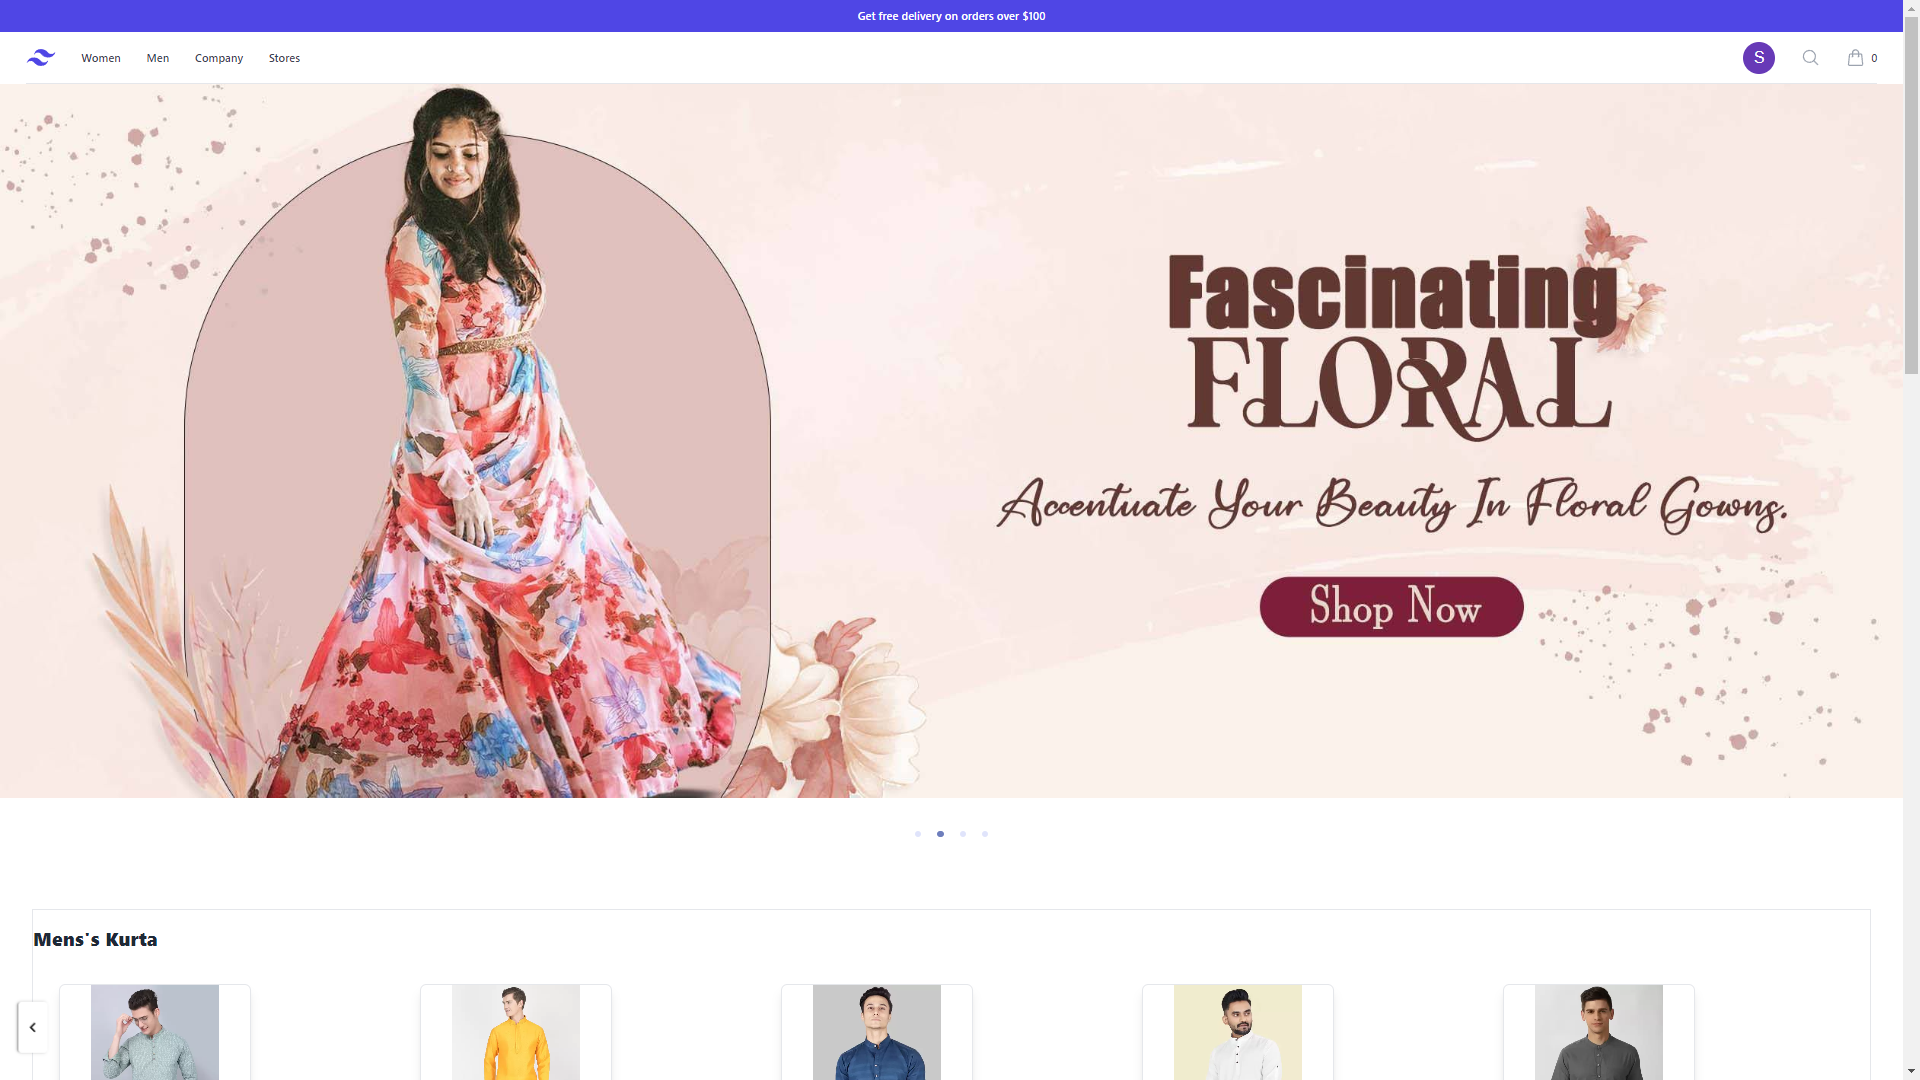 Get free delivery on orders over $100
Women Men Company Stores S 0
Fascinating
FLORAL
Accentuate Your Beauty In Floral Gowns.
Shop Now
Mens's Kurta